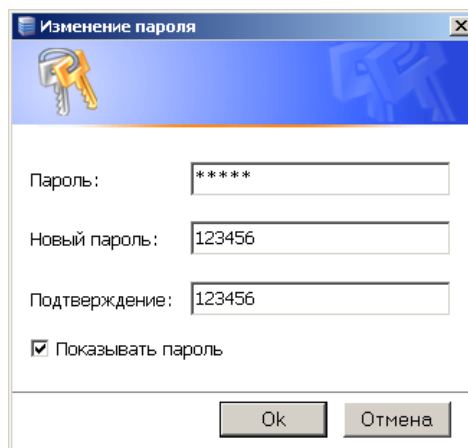 Изменение пароля
Пароль: *****
Новый пароль: 123456
Подтверждение: 123456
Показывать пароль
Ok Отмена